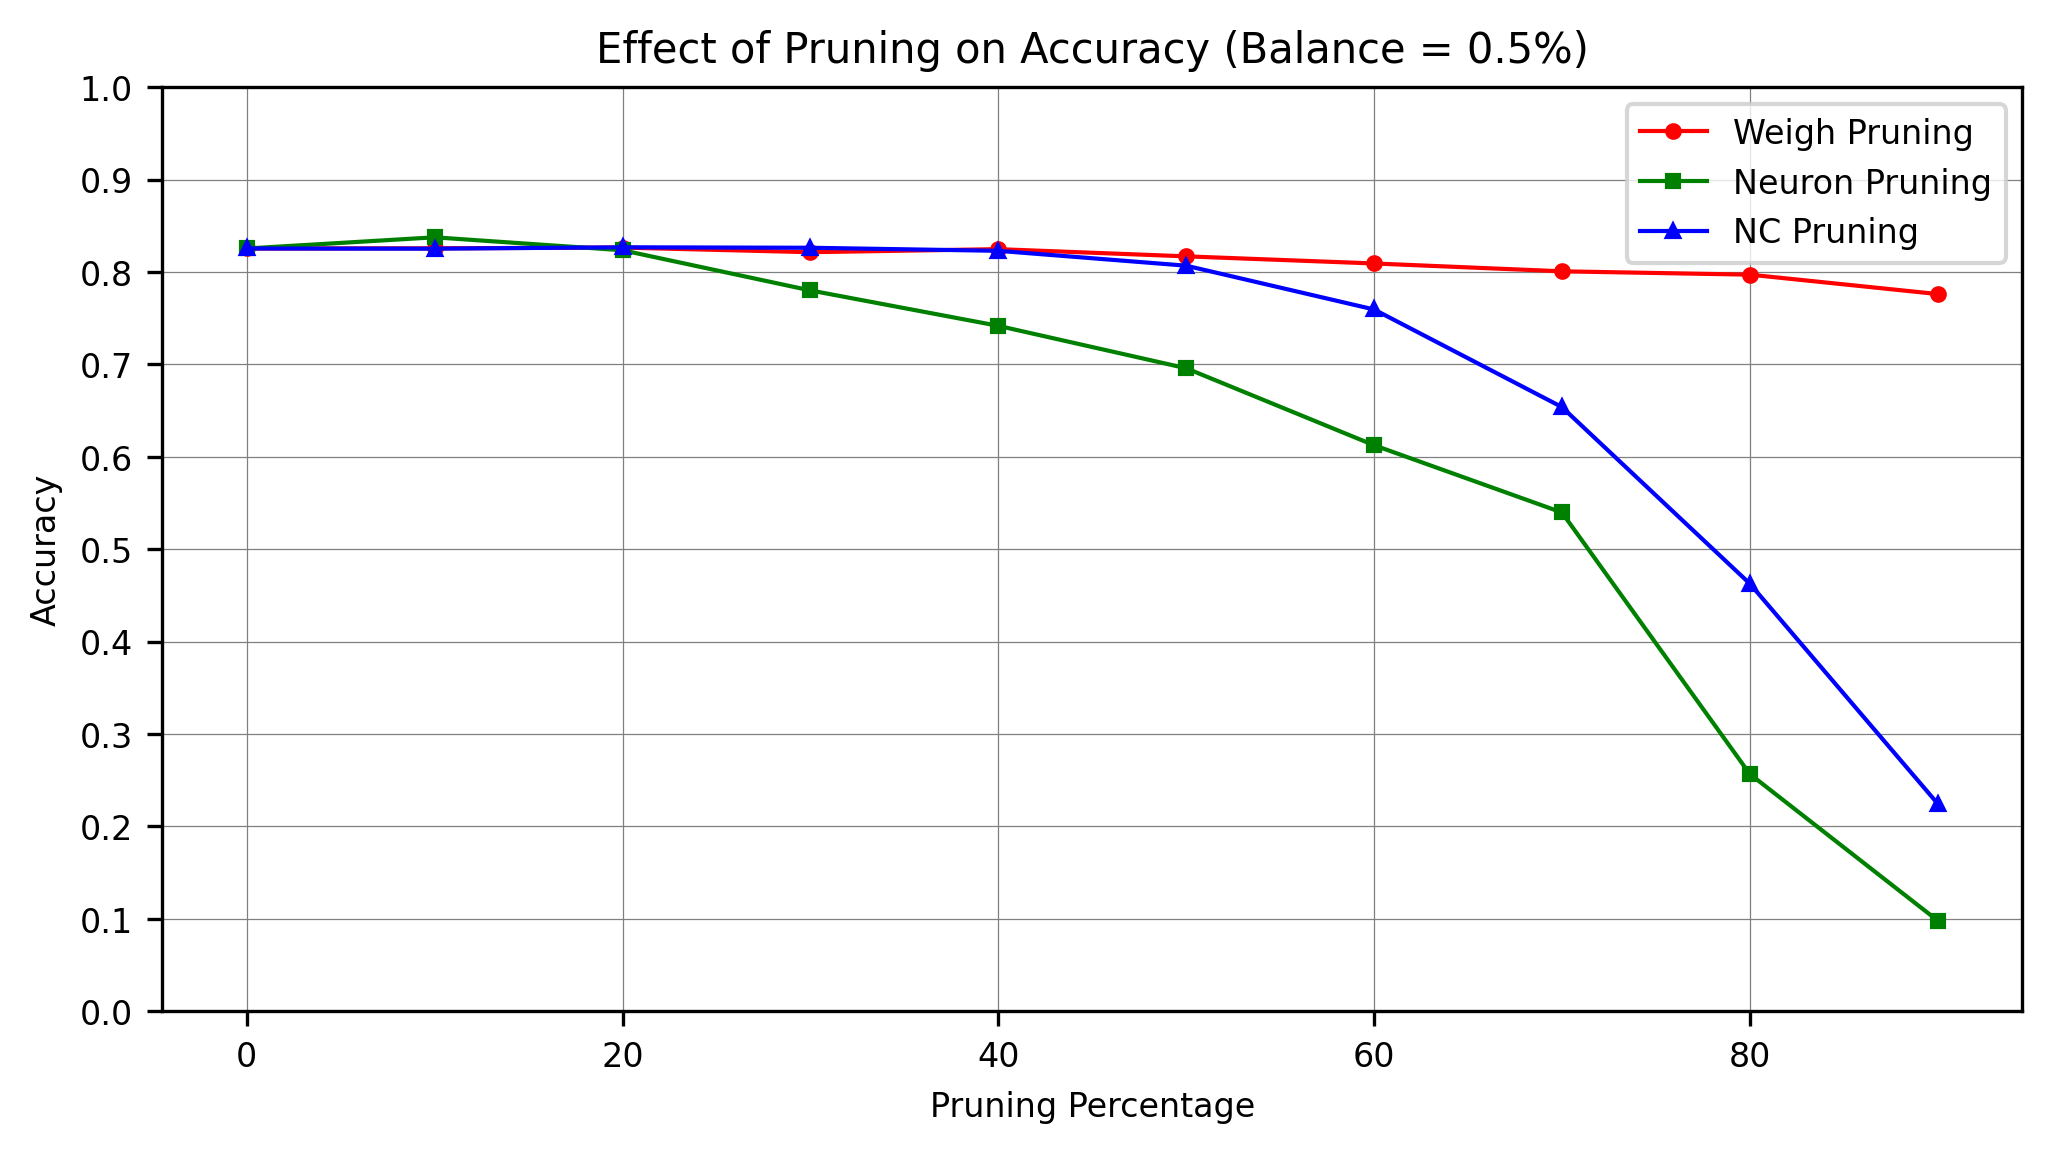 Effect of Pruning on Accuracy (Balance = 0.5%)
1.0
0.9
0.8
0.7
0.6
0.5
0.4
0.3
0.2
0.1
0.0
Accuracy
Weigh Pruning
Neuron Pruning
NC Pruning
0 20 40 60 80
Pruning Percentage